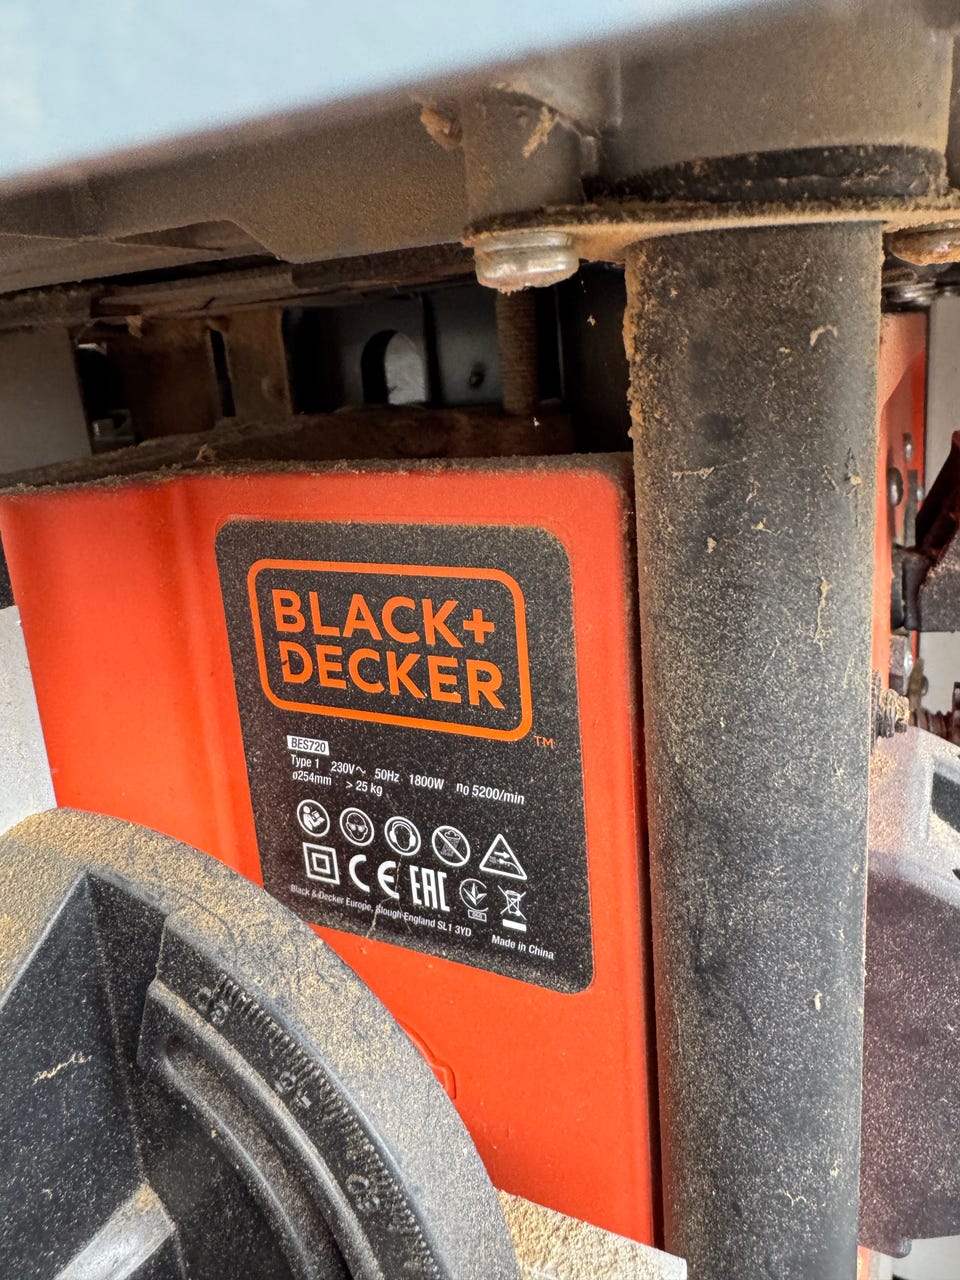 BLACK+
DECKER
TM
BES720
Type 1 230V~ 50Hz 1800W n₀ 5200/min
ø254mm > 25 kg
CE EAC
Black & Decker Europe, Slough England SL1 3YD Made in China